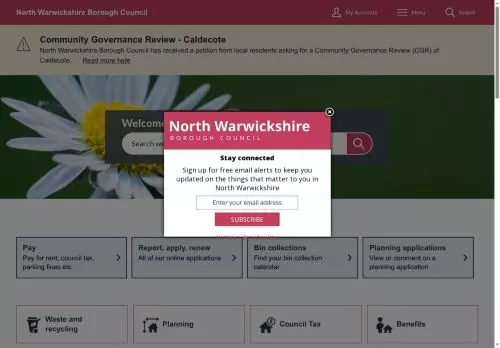 North Warwickshire Borough Council
My Accounts
Menu
Search
Community Governance Review - Caldecote
North Warwickshire Borough Council has received a petition from local residents asking for a Community Governance Review (CGR) of
Caldecote. Read more here
Welcome
Search we
North Warwickshire
BOROUGH COUNCIL
Stay connected
Sign up for free email alerts to keep you
updated on the things that matter to you in
North Warwickshire
Enter your email address
SUBSCRIBE
Pay
Pay for rent, council tax,
parking fines etc
Report, apply, renew
All of our online applications
Bin collections
Find your bin collection
calendar
Planning applications
View or comment on a
planning application
Waste and
recycling
Planning
Council Tax
Benefits